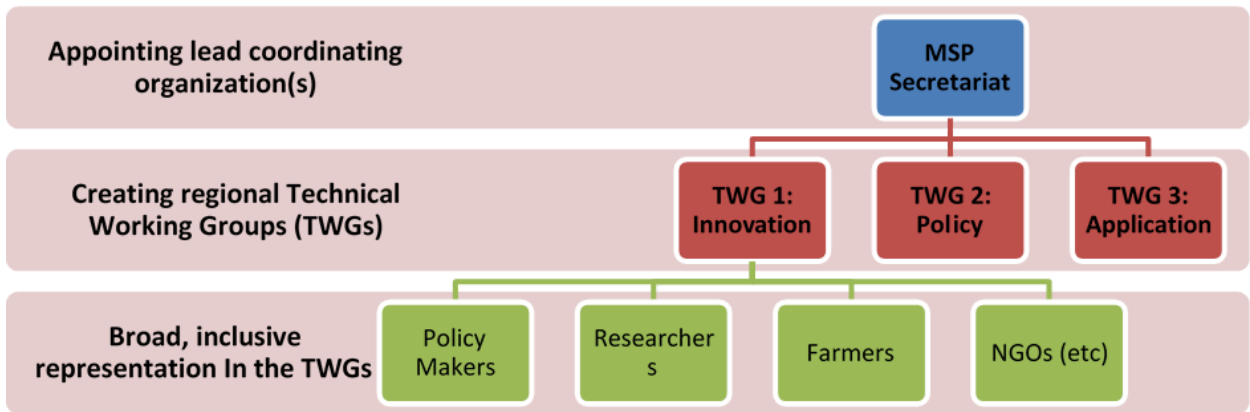 Appointing lead coordinating
organization(s)
MSP
Secretariat
Creating regional Technical
Working Groups (TWGs)
TWG 1:
Innovation
TWG 2:
Policy
TWG 3:
Application
Broad, inclusive
representation In the TWGs
Policy
Makers
Researcher
s
Farmers
NGOs (etc)